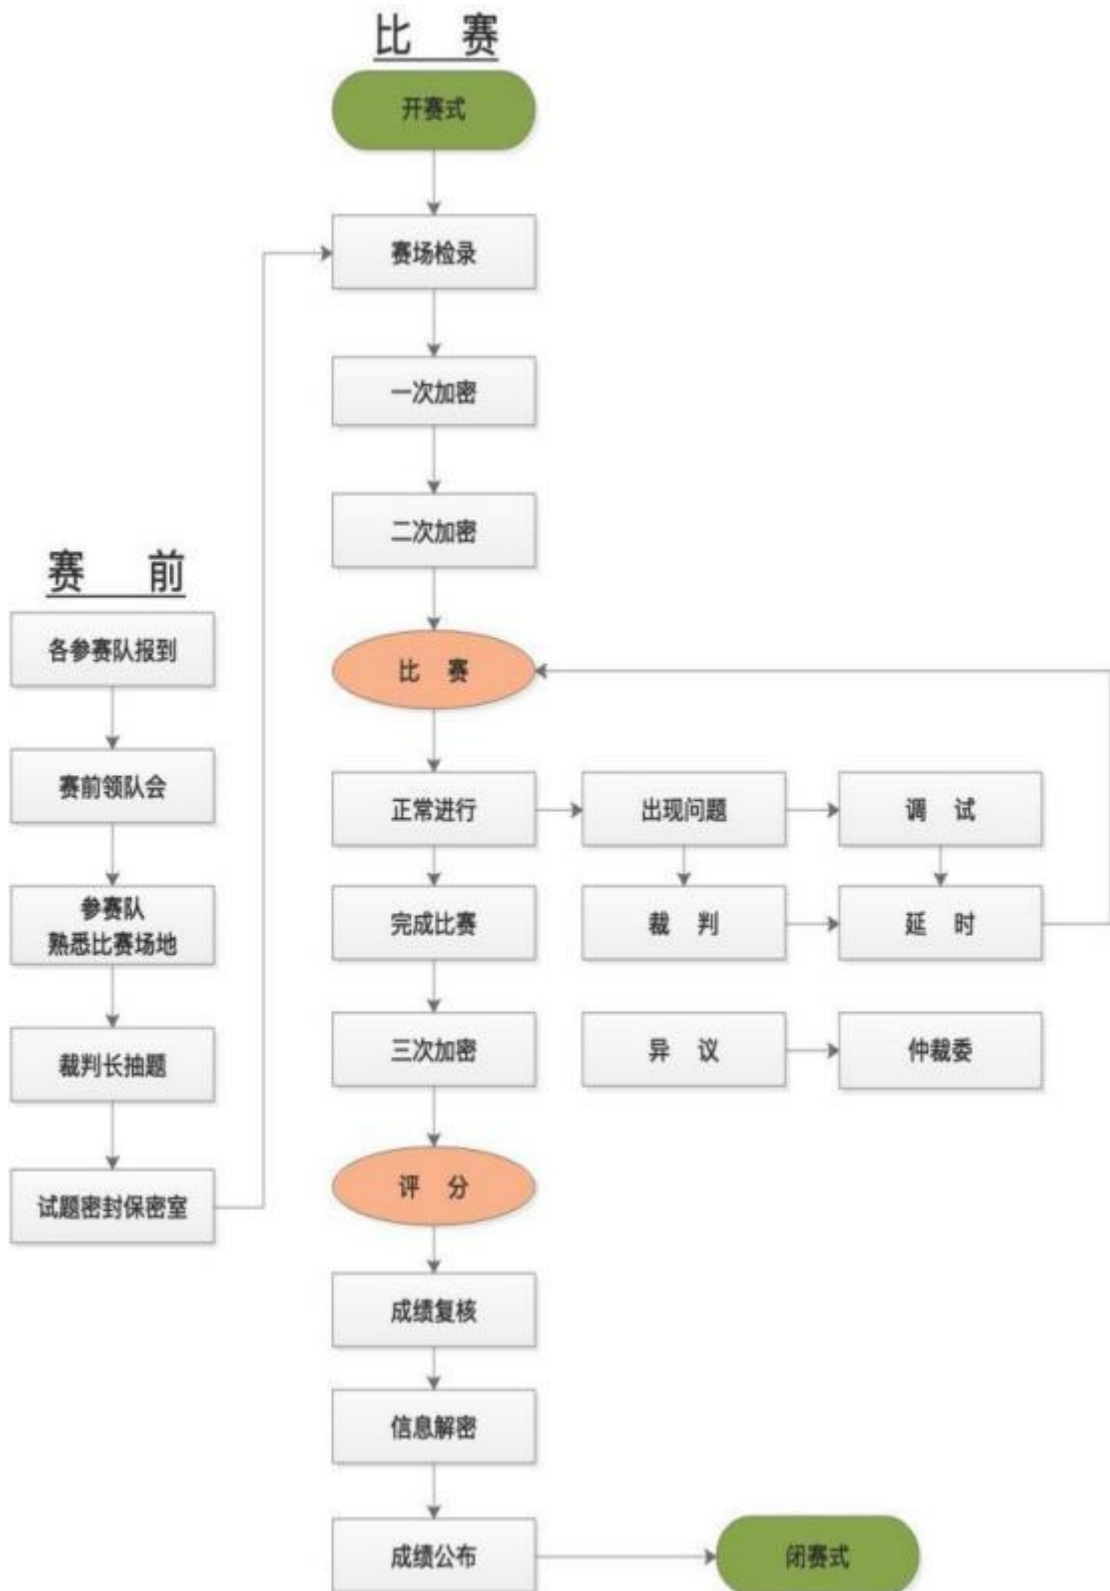 比 赛
开赛式
赛场检录
一次加密
二次加密
赛 前
各参赛队报到
比 赛
赛前领队会
正常进行
出现问题
调 试
参赛队
熟悉比赛场地
完成比赛
裁 判
延 时
裁判长抽题
三次加密
异 议
仲裁委
试题密封保密室
评 分
成绩复核
信息解密
成绩公布
闭赛式